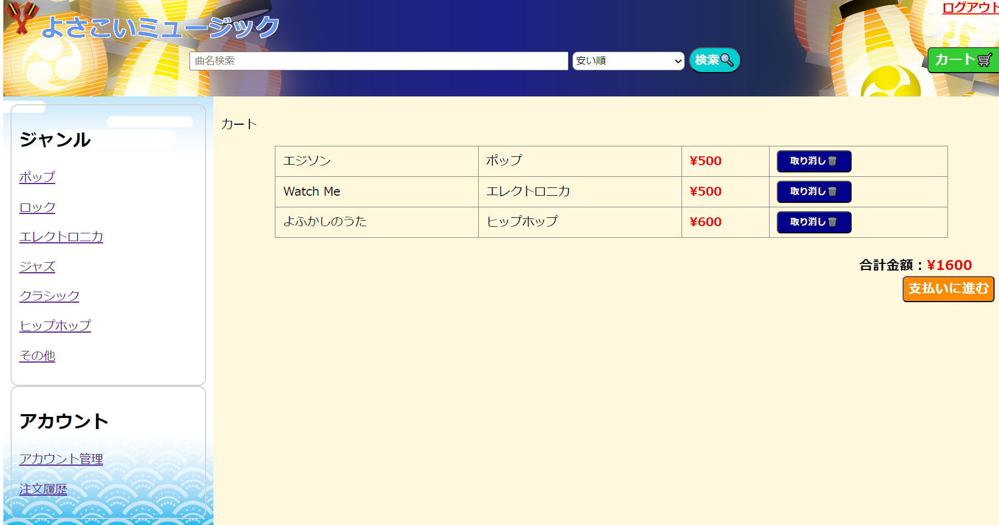 よさこいミュージック
ログアウト
曲名検索
安い順
検索
カート
ジャンル
ポップ
ロック
エレクトロニカ
ジャズ
クラシック
ヒップホップ
その他
アカウント
アカウント管理
注文履歴
カート
エジソン ポップ ¥500 取り消し
Watch Me エレクトロニカ ¥500 取り消し
よふかしのうた ヒップホップ ¥600 取り消し
合計金額：¥1600
支払いに進む